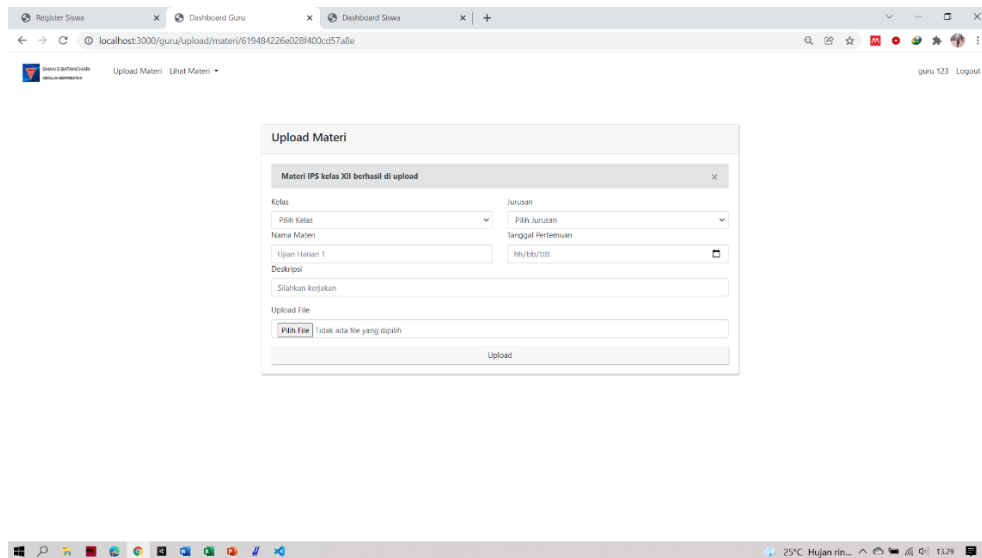 Register Siswa
Dashboard Guru
Dashboard Siswa
localhost:3000/guru/upload/materi/619484226e028f400cd57a8e
SMAN 5 BATANGHARI
Upload Materi Lihat Materi
guru 123 Logout
Upload Materi
Materi IPS kelas XII berhasil di upload
Kelas
Jurusan
Pilih Kelas
Pilih Jurusan
Nama Materi
Tanggal Pertemuan
Ujian Harian 1
hh/bb/tttt
Deskripsi
Silahkan kerjakan
Upload File
Pilih File Tidak ada file yang dipilih
Upload
25°C Hujan rin... 13.29